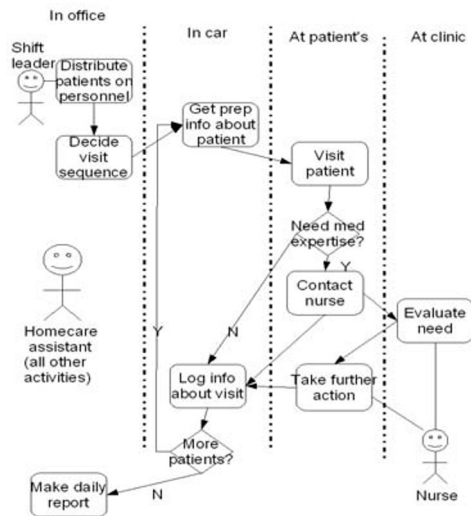 In office
In car
At patient's
At clinic
Shift
leader
Distribute
patients on
personnel
Get prep
info about
patient
Decide
visit
sequence
Visit
patient
Need med
expertise?
Y
Contact
nurse
Evaluate
need
Homecare
assistant
(all other
activities)
Y
N
Log info
about visit
Take further
action
More
patients?
N
Make daily
report
Nurse